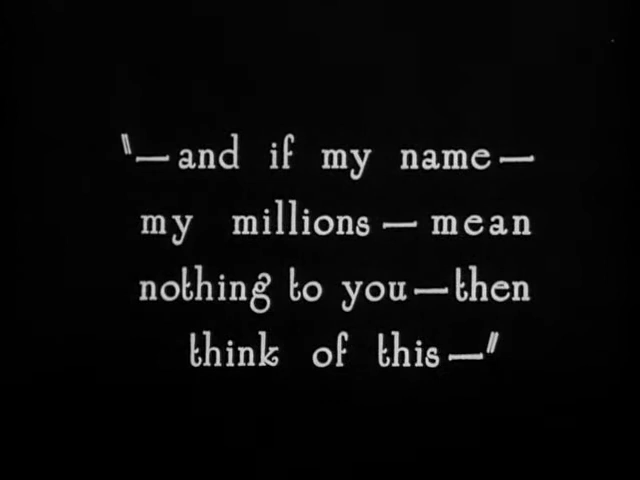 "—and if my name—
my millions — mean
nothing to you—then
think of this—"